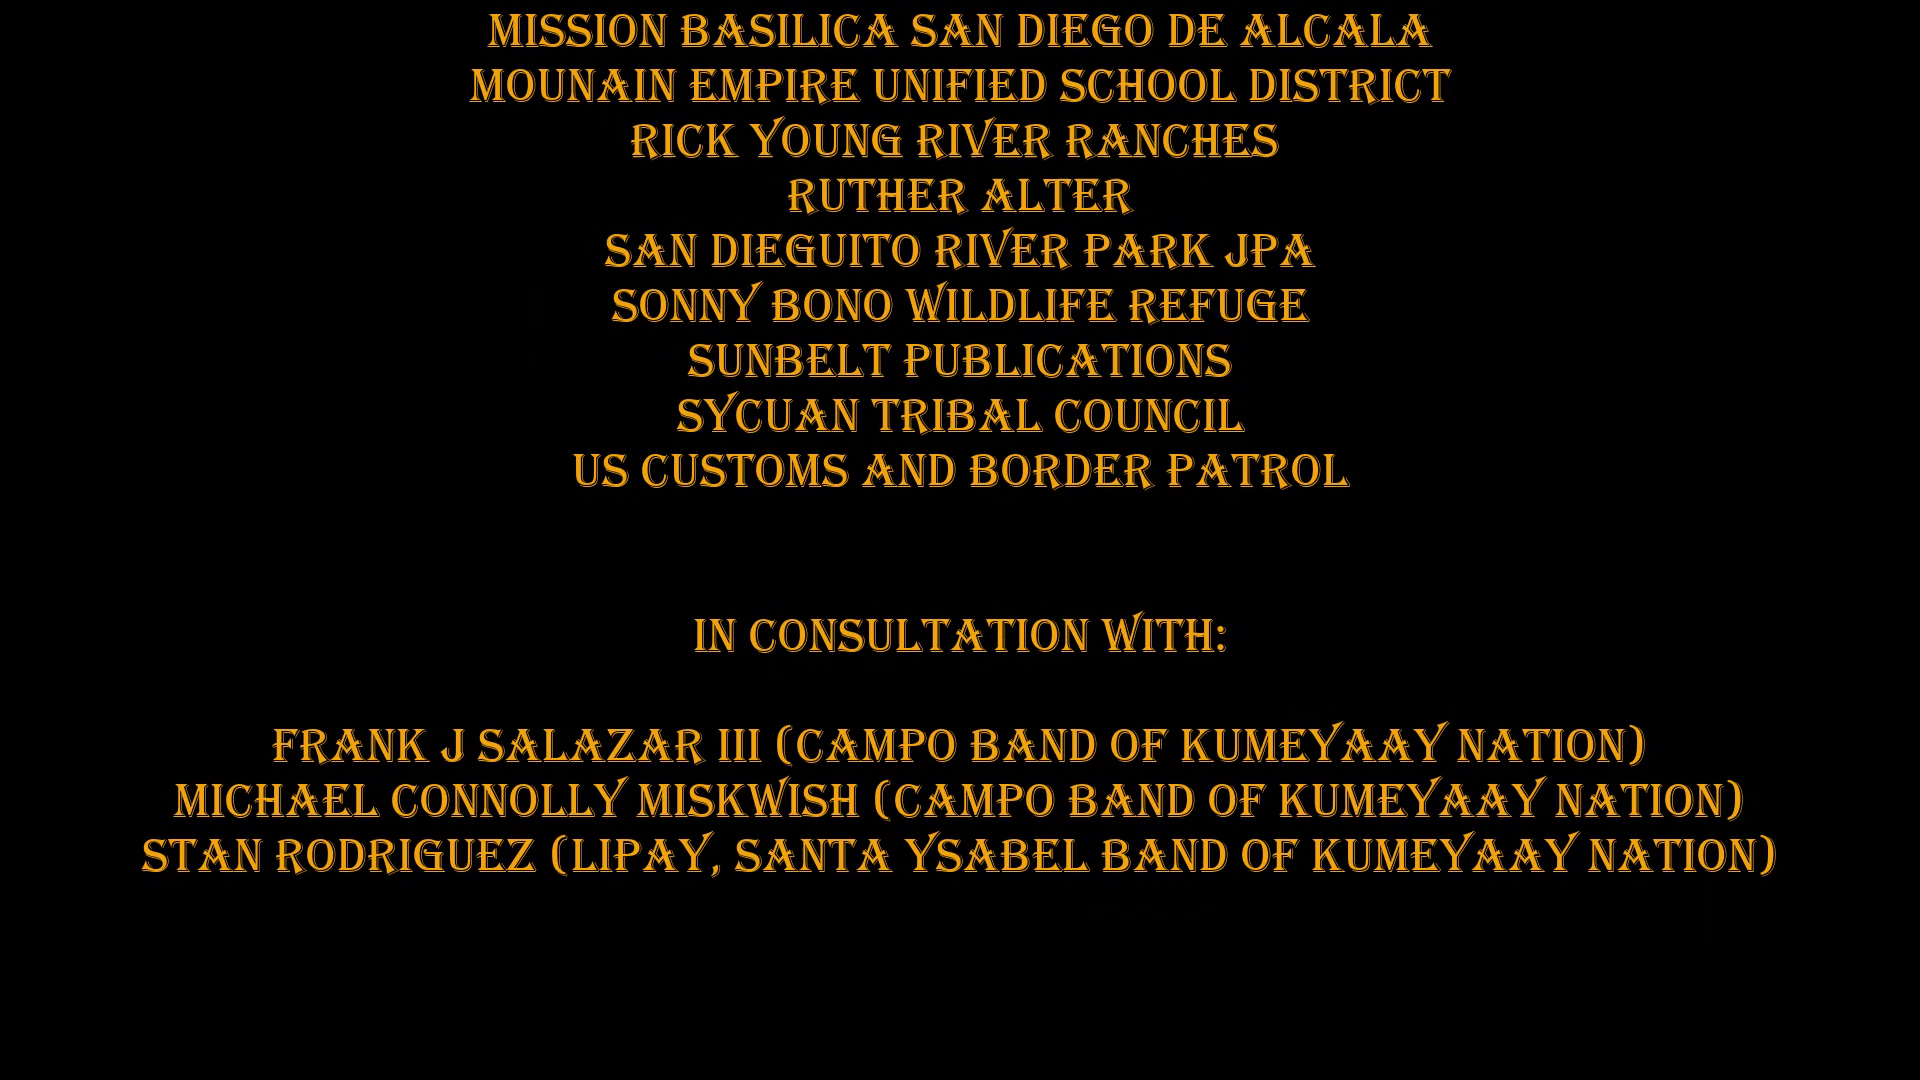 MISSION BASILICA SAN DIEGO DE ALCALA
MOUNAIN EMPIRE UNIFIED SCHOOL DISTRICT
RICK YOUNG RIVER RANCHES
RUTHER ALTER
SAN DIEGUITO RIVER PARK JPA
SONNY BONO WILDLIFE REFUGE
SUNBELT PUBLICATIONS
SYCUAN TRIBAL COUNCIL
US CUSTOMS AND BORDER PATROL
IN CONSULTATION WITH:
FRANK J SALAZAR III (CAMPO BAND OF KUMEYAAY NATION)
MICHAEL CONNOLLY MISKWISH (CAMPO BAND OF KUMEYAAY NATION)
STAN RODRIGUEZ (LIPAY, SANTA YSABEL BAND OF KUMEYAAY NATION)